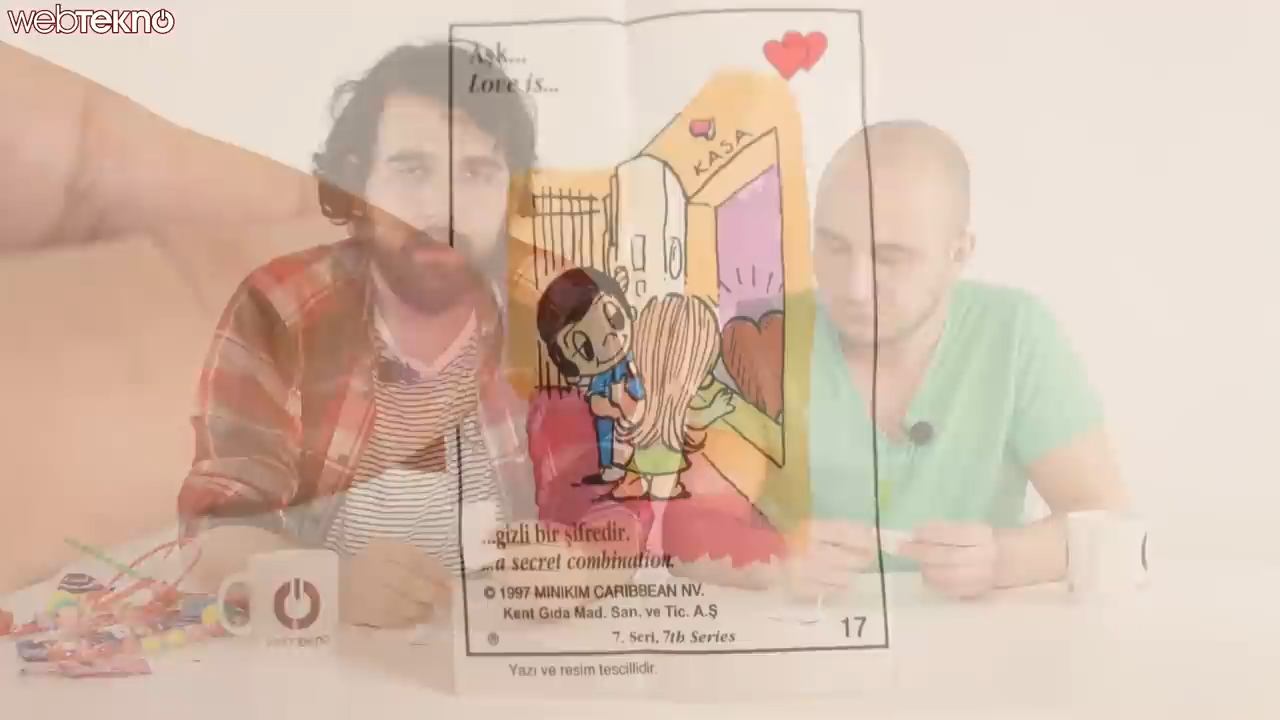 webtekno
Aşk...
Love is...
KASA
...gizli bir şifredir.
...a secret combination.
© 1997 MINIKIM CARIBBEAN NV.
Kent Gıda Mad. San. ve Tic. A.Ş
® 7. Seri, 7th Series 17
Yazı ve resim tescillidir.